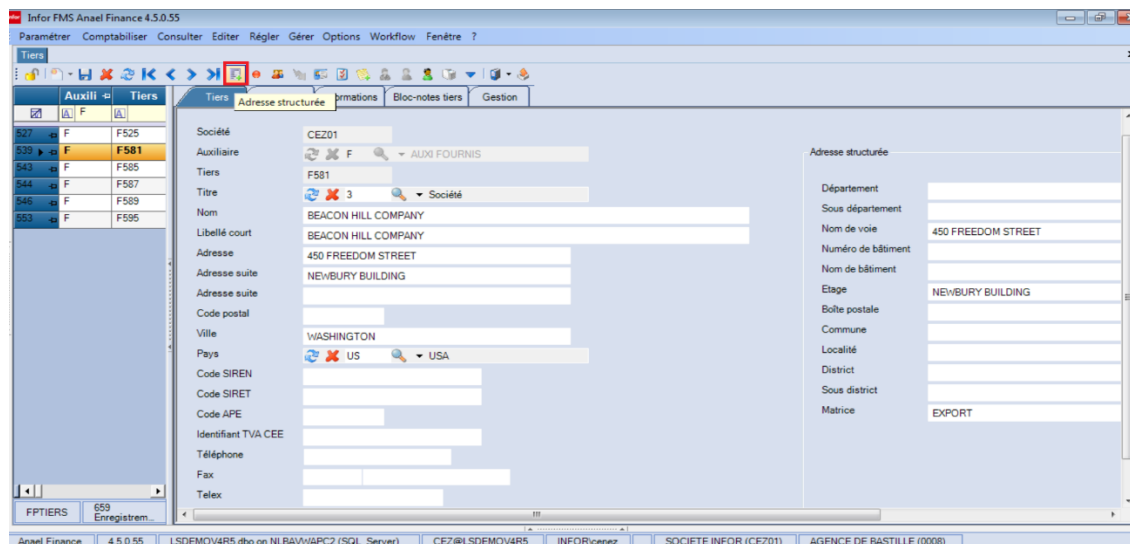 infor Infor FMS Anael Finance 4.5.0.55
Paramétrer Comptabiliser Consulter Editer Régler Gérer Options Workflow Fenêtre ?
Tiers
Auxili Tiers
Tiers Adresse structurée ormations Bloc-notes tiers Gestion
A F A
527 F F525
539 F F581
543 F F585
544 F F587
546 F F589
553 F F595
Société CEZ01
Auxiliaire F AUXI FOURNIS
Tiers F581
Titre 3 Société
Nom BEACON HILL COMPANY
Libellé court BEACON HILL COMPANY
Adresse 450 FREEDOM STREET
Adresse suite NEWBURY BUILDING
Adresse suite
Code postal
Ville WASHINGTON
Pays US USA
Code SIREN
Code SIRET
Code APE
Identifiant TVA CEE
Téléphone
Fax
Telex
Adresse structurée
Département
Sous département
Nom de voie 450 FREEDOM STREET
Numéro de bâtiment
Nom de bâtiment
Etage NEWBURY BUILDING
Boîte postale
Commune
Localité
District
Sous district
Matrice EXPORT
FPTIERS 659 Enregistrem...
Anael Finance 4.5.0.55 LSDEMOV4R5.dbo on NLBAVWAPC2 (SQL Server) CEZ@LSDEMOV4R5 INFOR\cenez SOCIETE INFOR (CEZ01) AGENCE DE BASTILLE (0008)